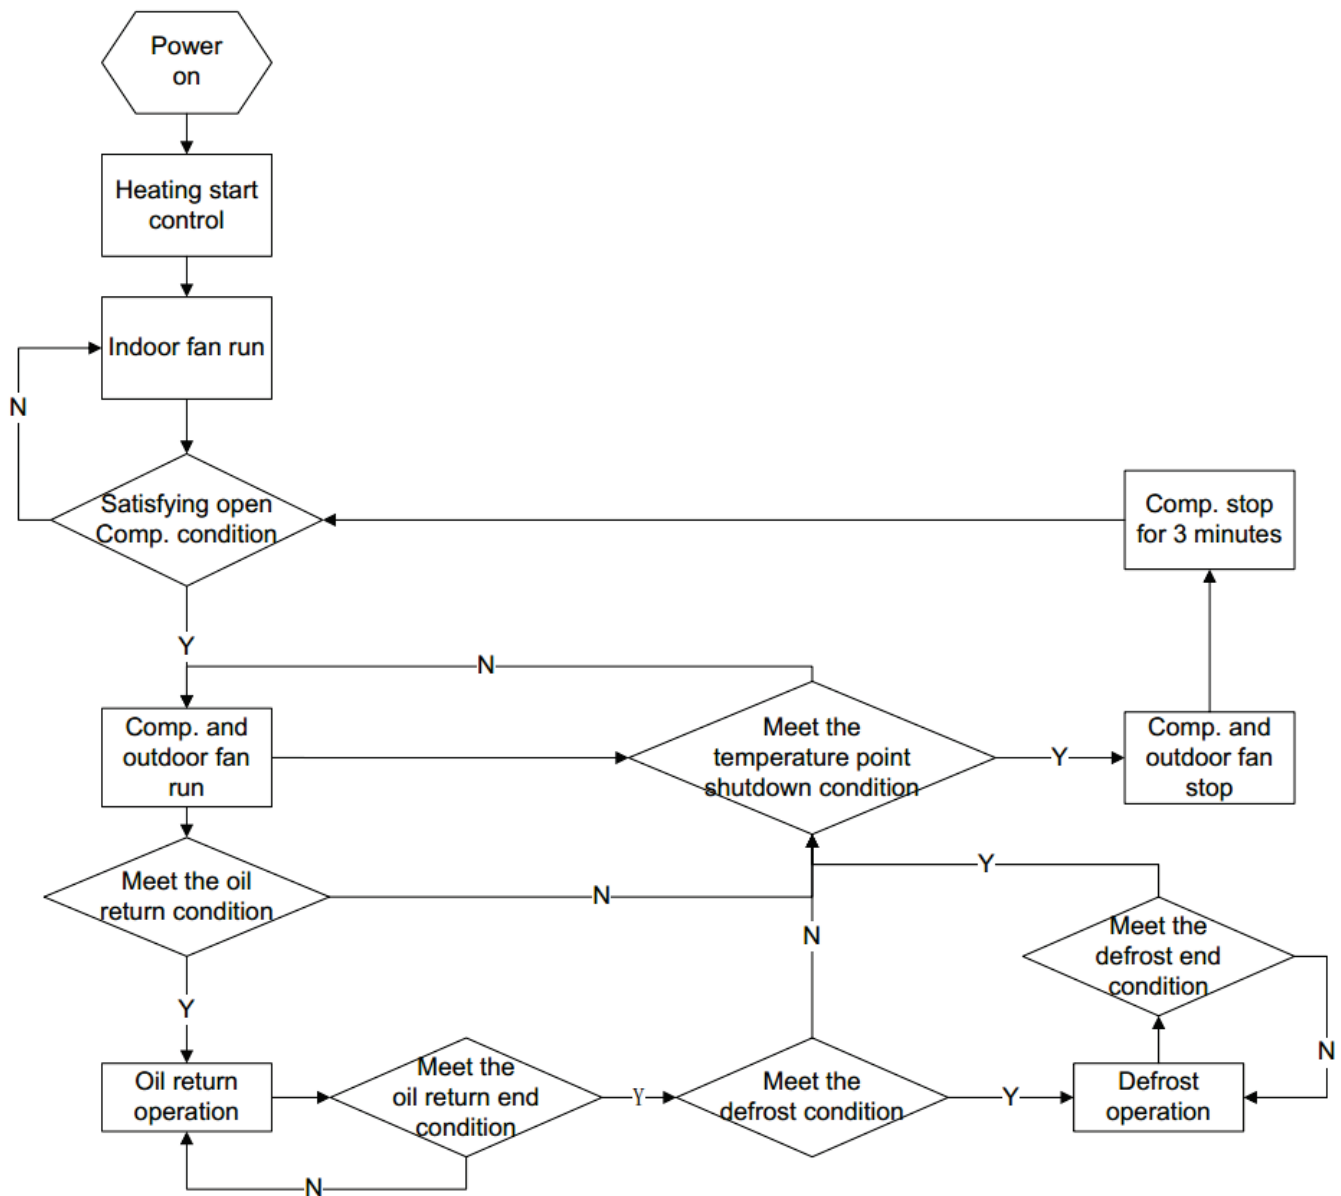 Power
on
Heating start
control
Indoor fan run
N
Satisfying open
Comp. condition
Comp. stop
for 3 minutes
Y
N
Comp. and
outdoor fan
run
Meet the
temperature point
shutdown condition
Y
Comp. and
outdoor fan
stop
Meet the oil
return condition
N
Y
N
Meet the
defrost end
condition
Y
N
Oil return
operation
Meet the
oil return end
condition
Y
Meet the
defrost condition
Y
Defrost
operation
N